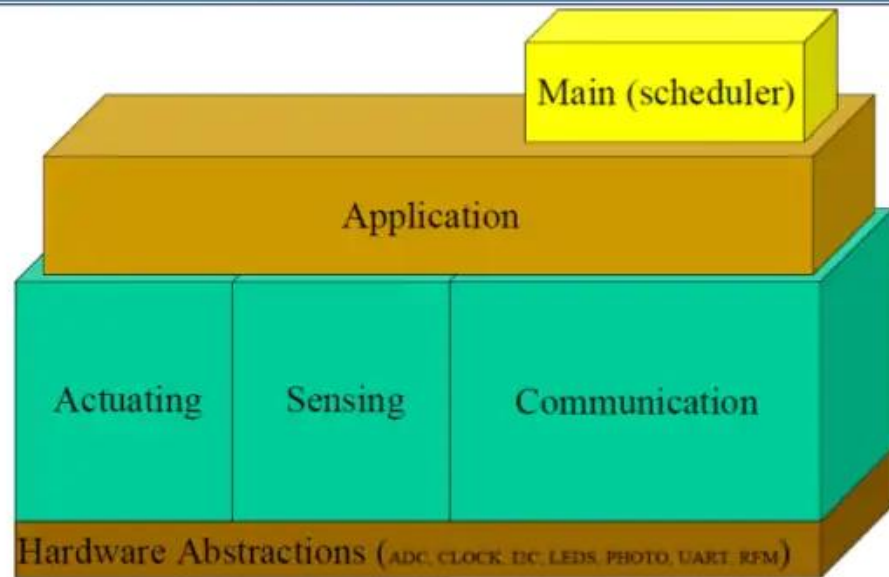 Main (scheduler)
Application
Actuating
Sensing
Communication
Hardware Abstractions (ADC, CLOCK, I2C, LEDS, PHOTO, UART, RFM)